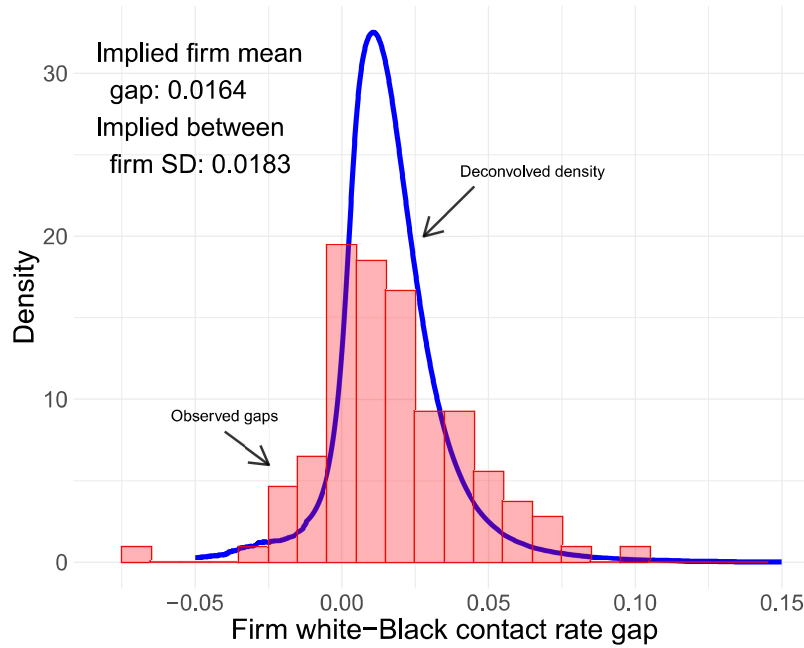 Implied firm mean
gap: 0.0164
Implied between
firm SD: 0.0183
Deconvolved density
Observed gaps
Density
30
20
10
0
−0.05
0.00
0.05
0.10
0.15
Firm white−Black contact rate gap